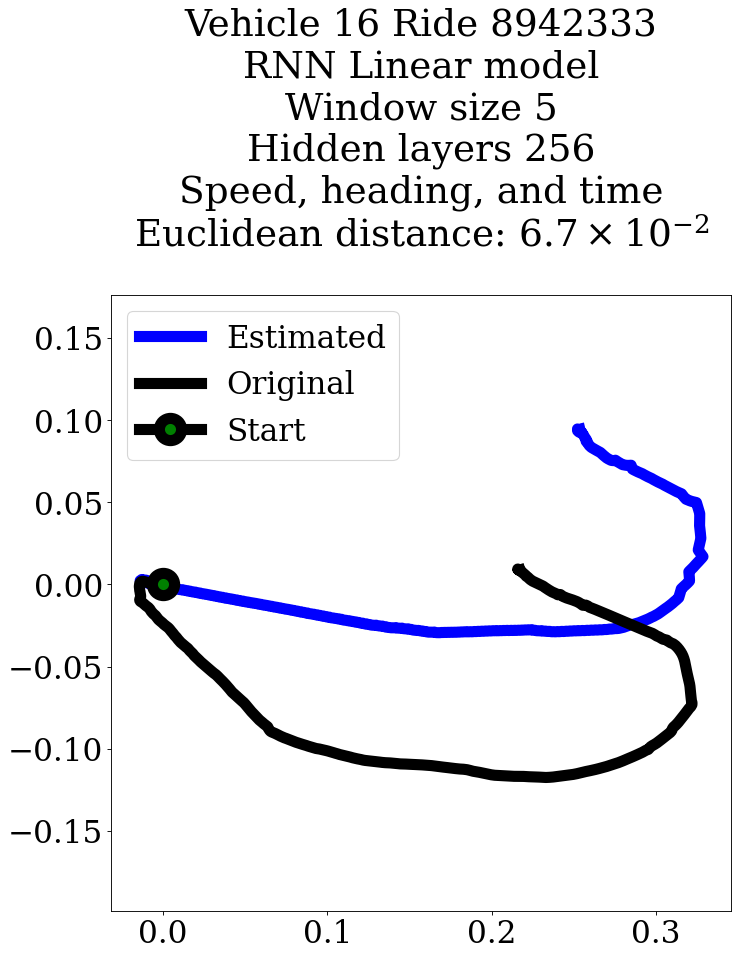 Vehicle 16 Ride 8942333
RNN Linear model
Window size 5
Hidden layers 256
Speed, heading, and time
Euclidean distance: 6.7 × 10⁻²
Estimated
Original
Start
0.15
0.10
0.05
0.00
−0.05
−0.10
−0.15
0.0 0.1 0.2 0.3